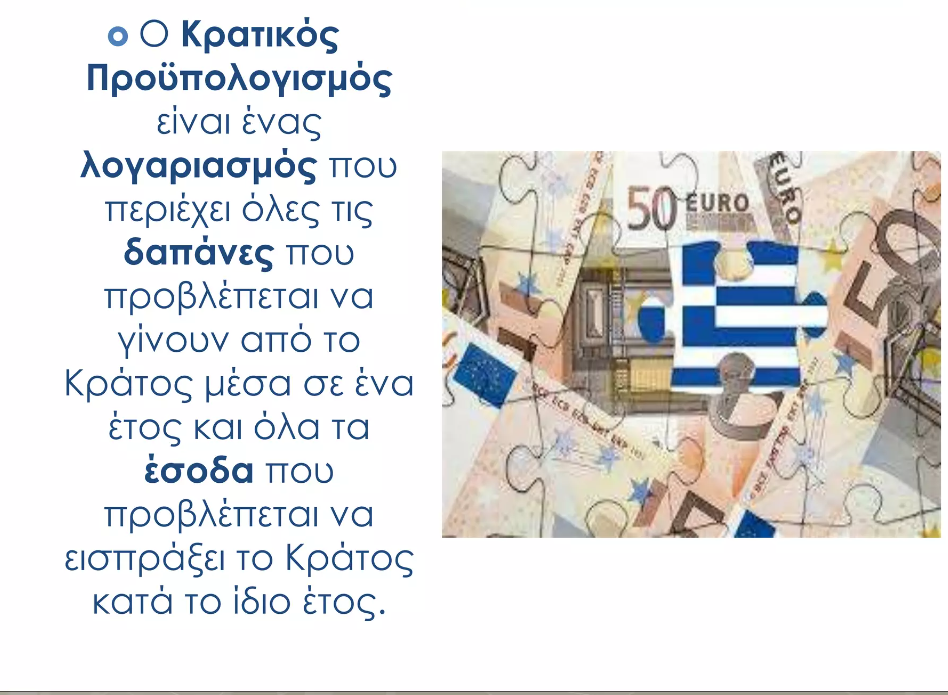 Ο Κρατικός
Προϋπολογισμός
είναι ένας
λογαριασμός που
περιέχει όλες τις
δαπάνες που
προβλέπεται να
γίνουν από το
Κράτος μέσα σε ένα
έτος και όλα τα
έσοδα που
προβλέπεται να
εισπράξει το Κράτος
κατά το ίδιο έτος.
50 EURO
EURO
50